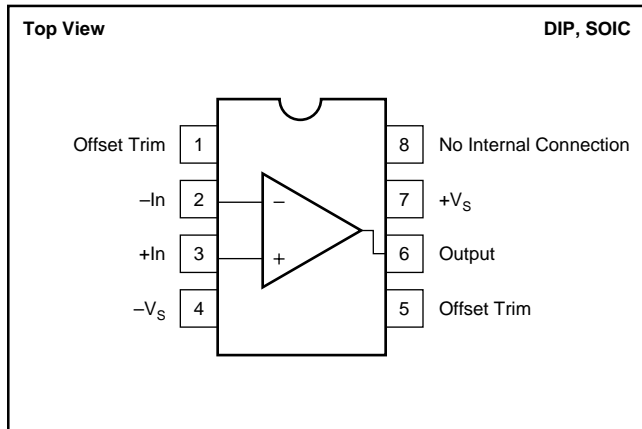 Top View DIP, SOIC
Offset Trim 1 8 No Internal Connection
–In 2 – 7 +VS
+In 3 + 6 Output
–VS 4 5 Offset Trim